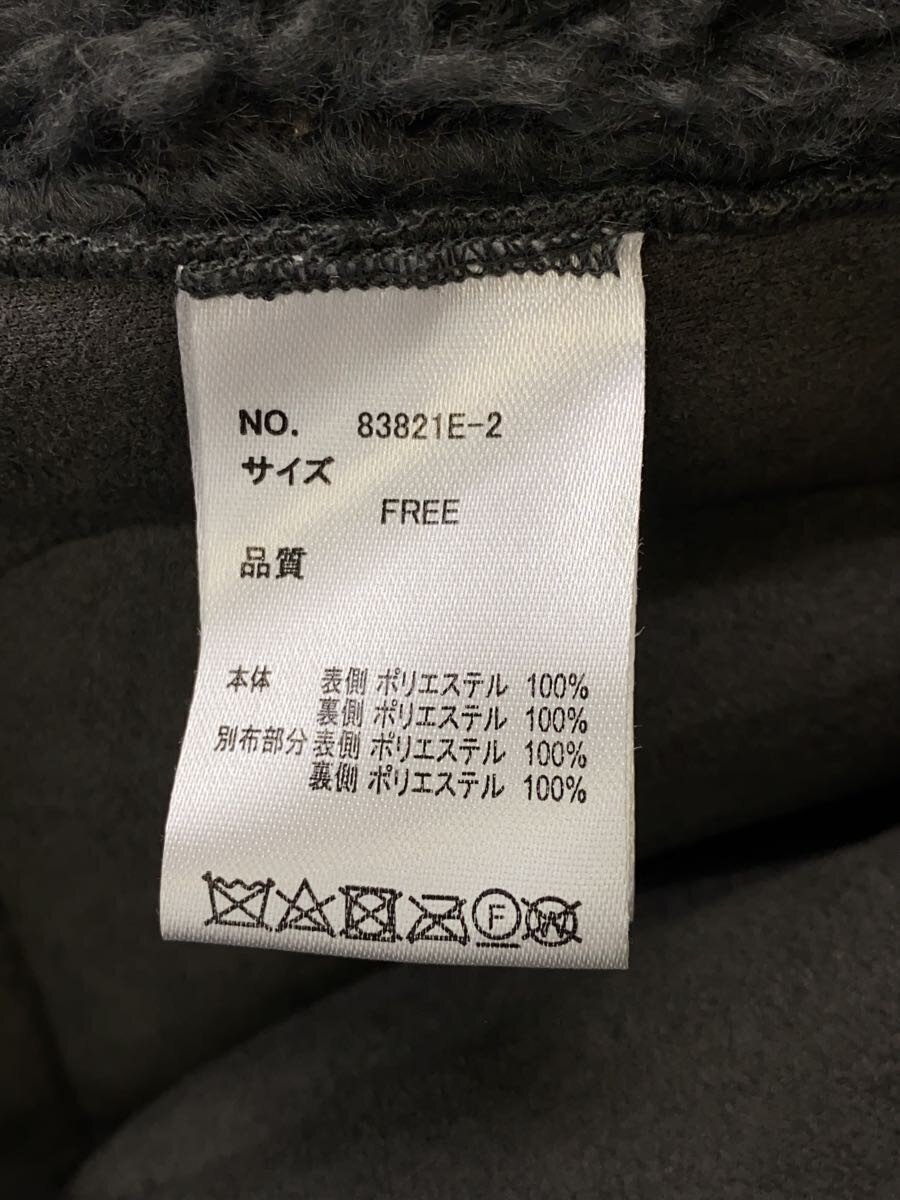 NO. 83821E-2
サイズ
FREE
品質
本体 表側 ポリエステル 100%
裏側 ポリエステル 100%
別布部分 表側 ポリエステル 100%
裏側 ポリエステル 100%
F W